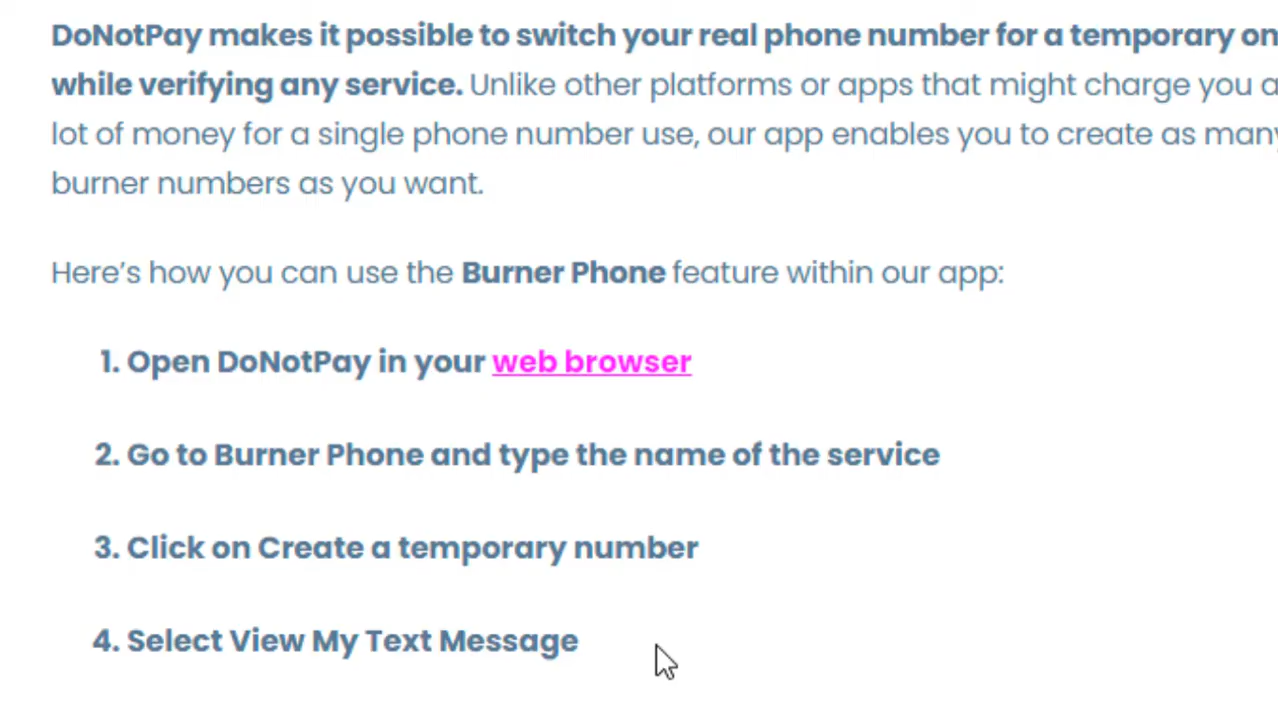 DoNotPay makes it possible to switch your real phone number for a temporary on
while verifying any service. Unlike other platforms or apps that might charge you a
lot of money for a single phone number use, our app enables you to create as many
burner numbers as you want.
Here's how you can use the Burner Phone feature within our app:
1. Open DoNotPay in your web browser
2. Go to Burner Phone and type the name of the service
3. Click on Create a temporary number
4. Select View My Text Message